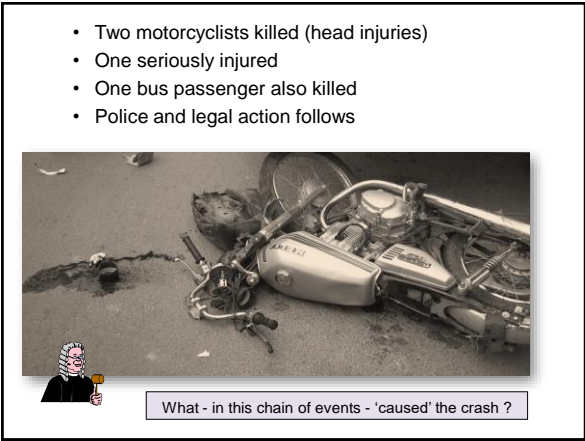 • Two motorcyclists killed (head injuries)
• One seriously injured
• One bus passenger also killed
• Police and legal action follows
What - in this chain of events - ‘caused’ the crash ?